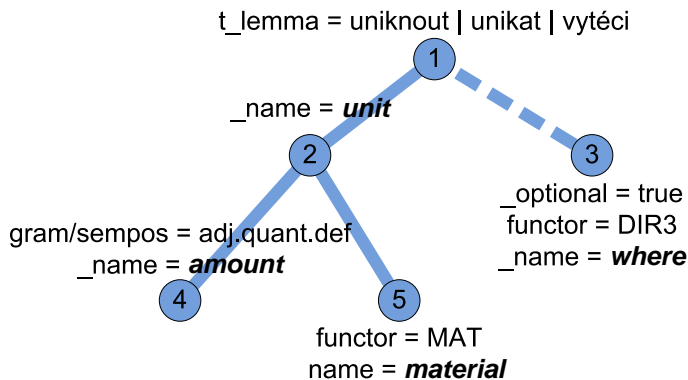 t_lemma = uniknout | unikat | vytéci
1
_name = unit
2
3
_optional = true
functor = DIR3
_name = where
gram/sempos = adj.quant.def
_name = amount
4
5
functor = MAT
name = material